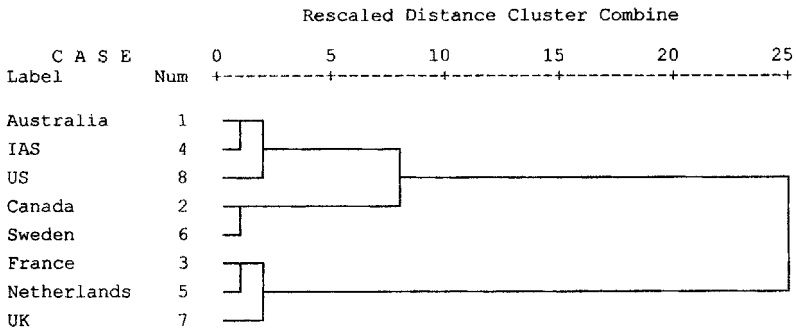 Rescaled Distance Cluster Combine
C A S E 0 5 10 15 20 25
Label Num +---------+---------+---------+---------+---------+
Australia 1
IAS 4
US 8
Canada 2
Sweden 6
France 3
Netherlands 5
UK 7